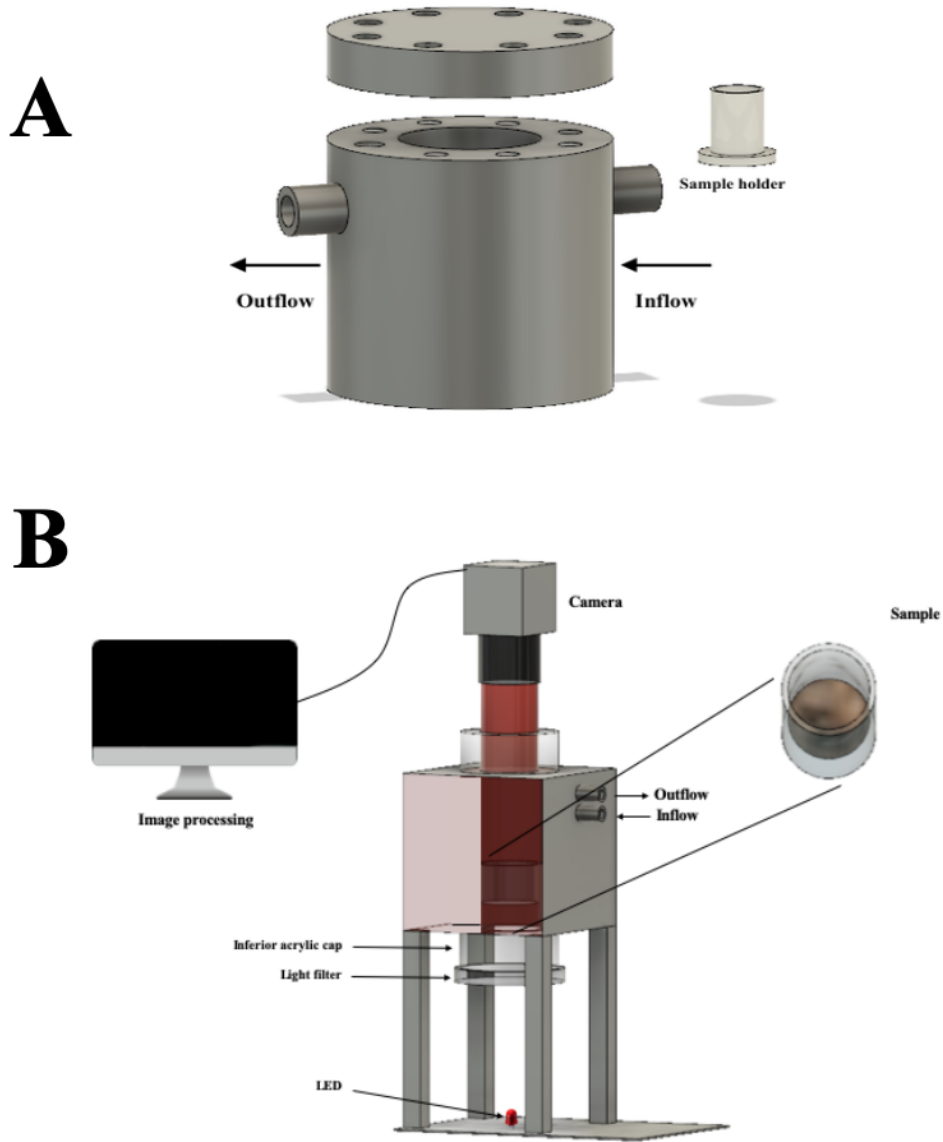 A
Sample holder
Outflow
Inflow
B
Camera
Sample
Outflow
Inflow
Image processing
Inferior acrylic cap
Light filter
LED